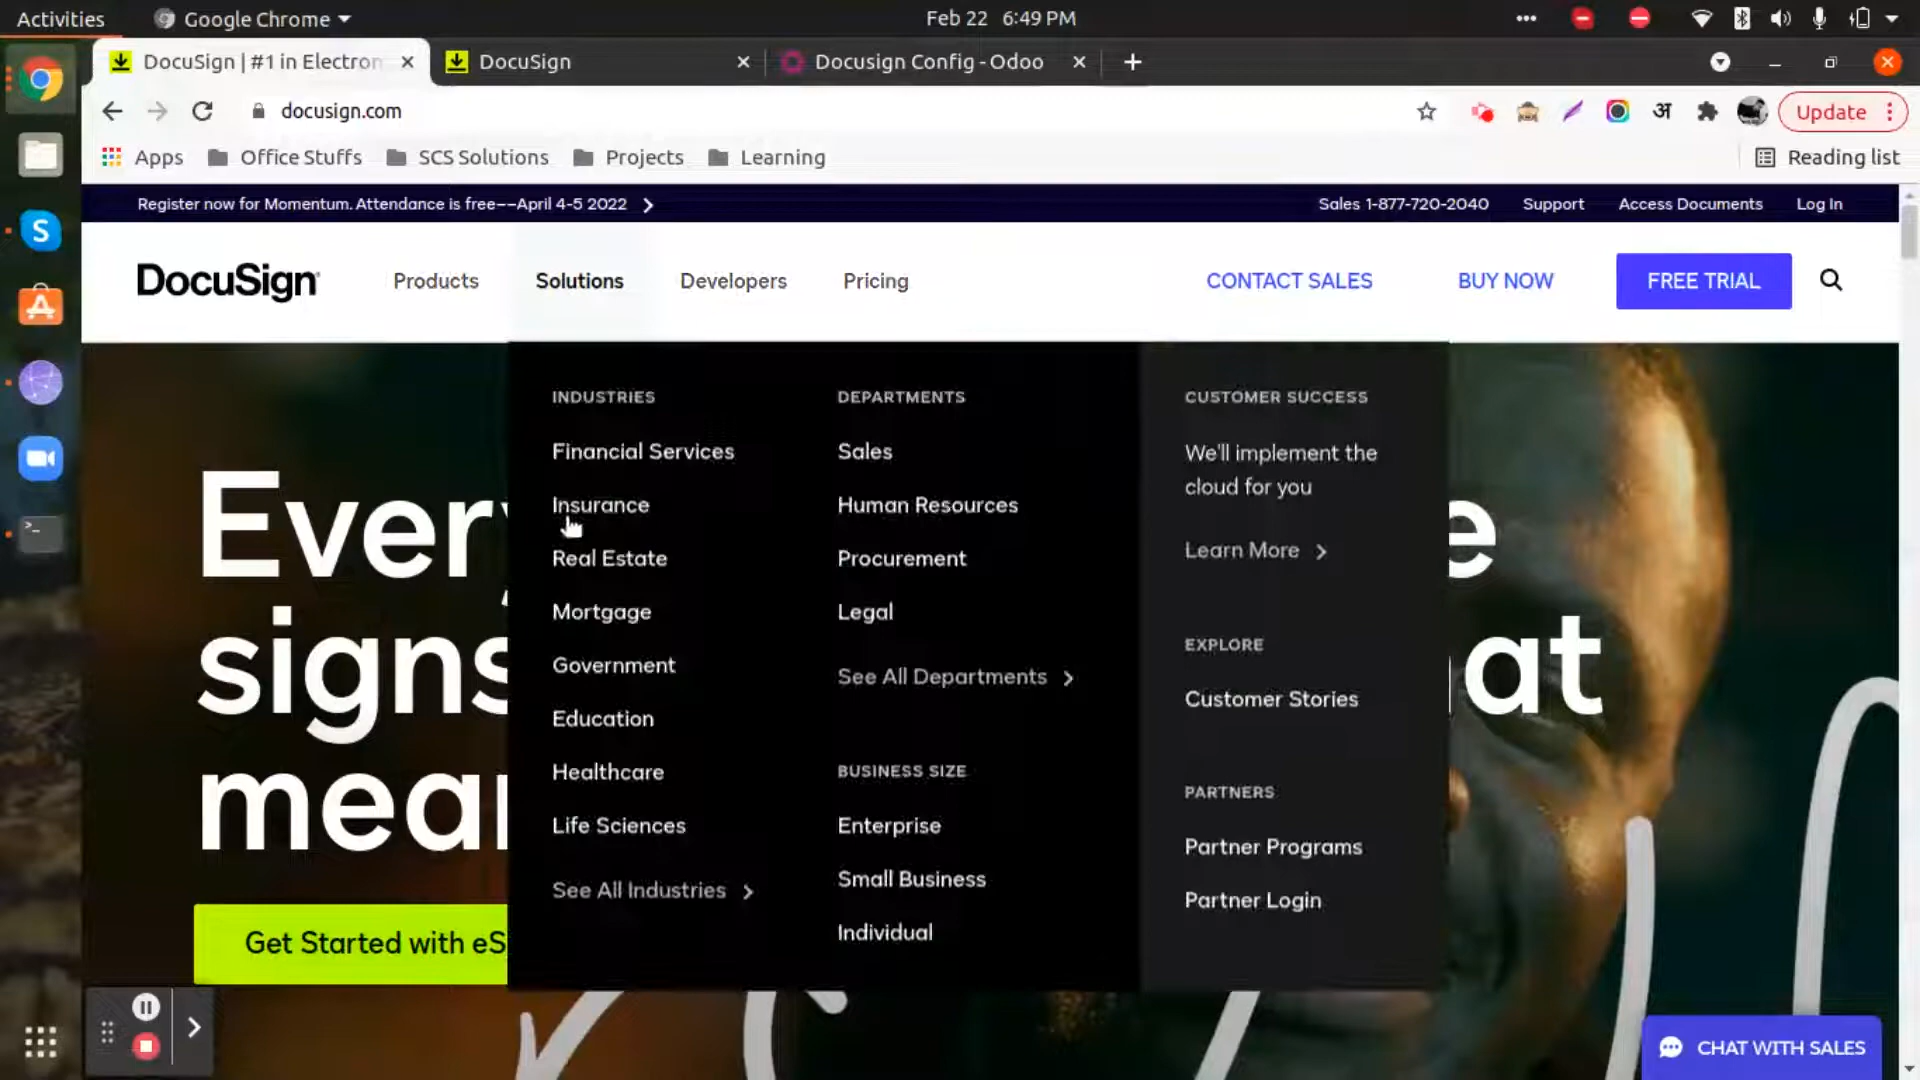 Activities
Google Chrome
Feb 22 6:49 PM
DocuSign | #1 in Electron
DocuSign
Docusign Config - Odoo
docusign.com
अ
Update
Apps
Office Stuffs
SCS Solutions
Projects
Learning
Reading list
Register now for Momentum. Attendance is free--April 4-5 2022
Sales 1-877-720-2040
Support
Access Documents
Log In
DocuSign
Products
Solutions
Developers
Pricing
CONTACT SALES
BUY NOW
FREE TRIAL
INDUSTRIES
Financial Services
Insurance
Real Estate
Mortgage
Government
Education
Healthcare
Life Sciences
See All Industries
DEPARTMENTS
Sales
Human Resources
Procurement
Legal
See All Departments
BUSINESS SIZE
Enterprise
Small Business
Individual
CUSTOMER SUCCESS
We'll implement the
cloud for you
Learn More
EXPLORE
Customer Stories
PARTNERS
Partner Programs
Partner Login
Get Started with eS
CHAT WITH SALES